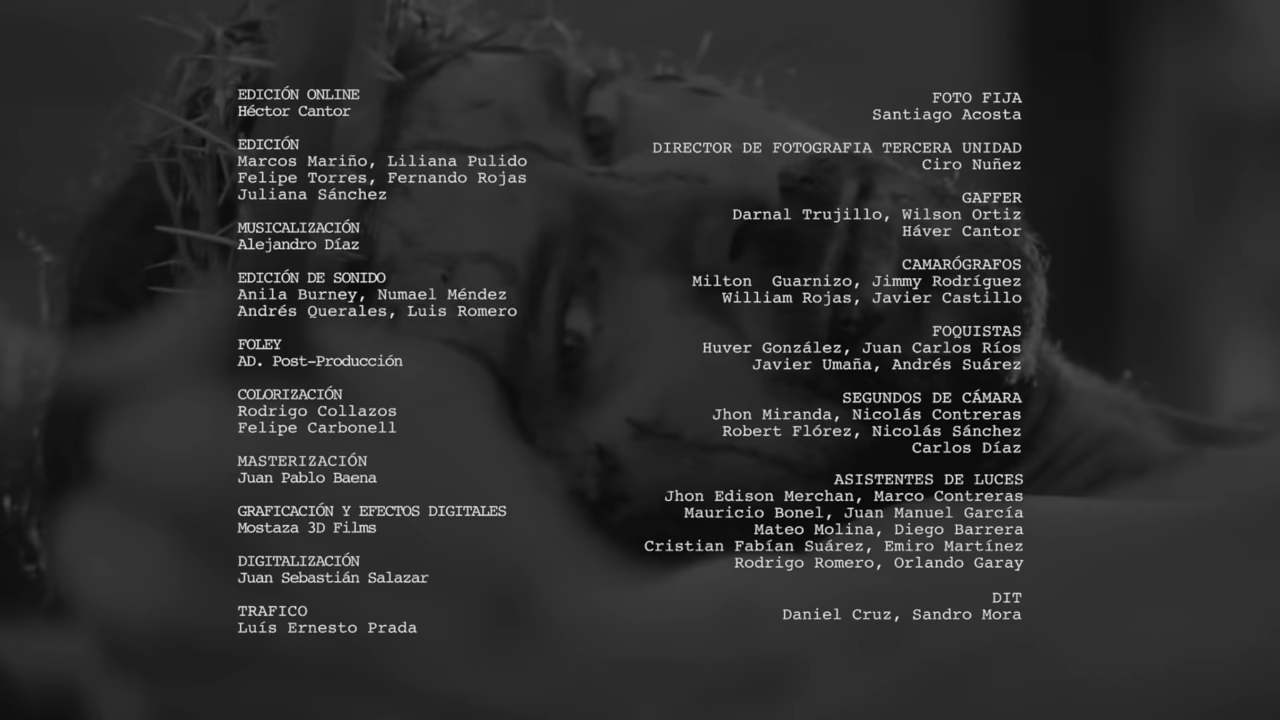 EDICIÓN ONLINE
Héctor Cantor
EDICIÓN
Marcos Mariño, Liliana Pulido
Felipe Torres, Fernando Rojas
Juliana Sánchez
MUSICALIZACIÓN
Alejandro Díaz
EDICIÓN DE SONIDO
Anila Burney, Numael Méndez
Andrés Querales, Luis Romero
FOLEY
AD. Post-Producción
COLORIZACIÓN
Rodrigo Collazos
Felipe Carbonell
MASTERIZACIÓN
Juan Pablo Baena
GRAFICACIÓN Y EFECTOS DIGITALES
Mostaza 3D Films
DIGITALIZACIÓN
Juan Sebastián Salazar
TRAFICO
Luís Ernesto Prada
FOTO FIJA
Santiago Acosta
DIRECTOR DE FOTOGRAFIA TERCERA UNIDAD
Ciro Nuñez
GAFFER
Darnal Trujillo, Wilson Ortiz
Háver Cantor
CAMARÓGRAFOS
Milton  Guarnizo, Jimmy Rodríguez
William Rojas, Javier Castillo
FOQUISTAS
Huver González, Juan Carlos Ríos
Javier Umaña, Andrés Suárez
SEGUNDOS DE CÁMARA
Jhon Miranda, Nicolás Contreras
Robert Flórez, Nicolás Sánchez
Carlos Díaz
ASISTENTES DE LUCES
Jhon Edison Merchan, Marco Contreras
Mauricio Bonel, Juan Manuel García
Mateo Molina, Diego Barrera
Cristian Fabían Suárez, Emiro Martínez
Rodrigo Romero, Orlando Garay
DIT
Daniel Cruz, Sandro Mora